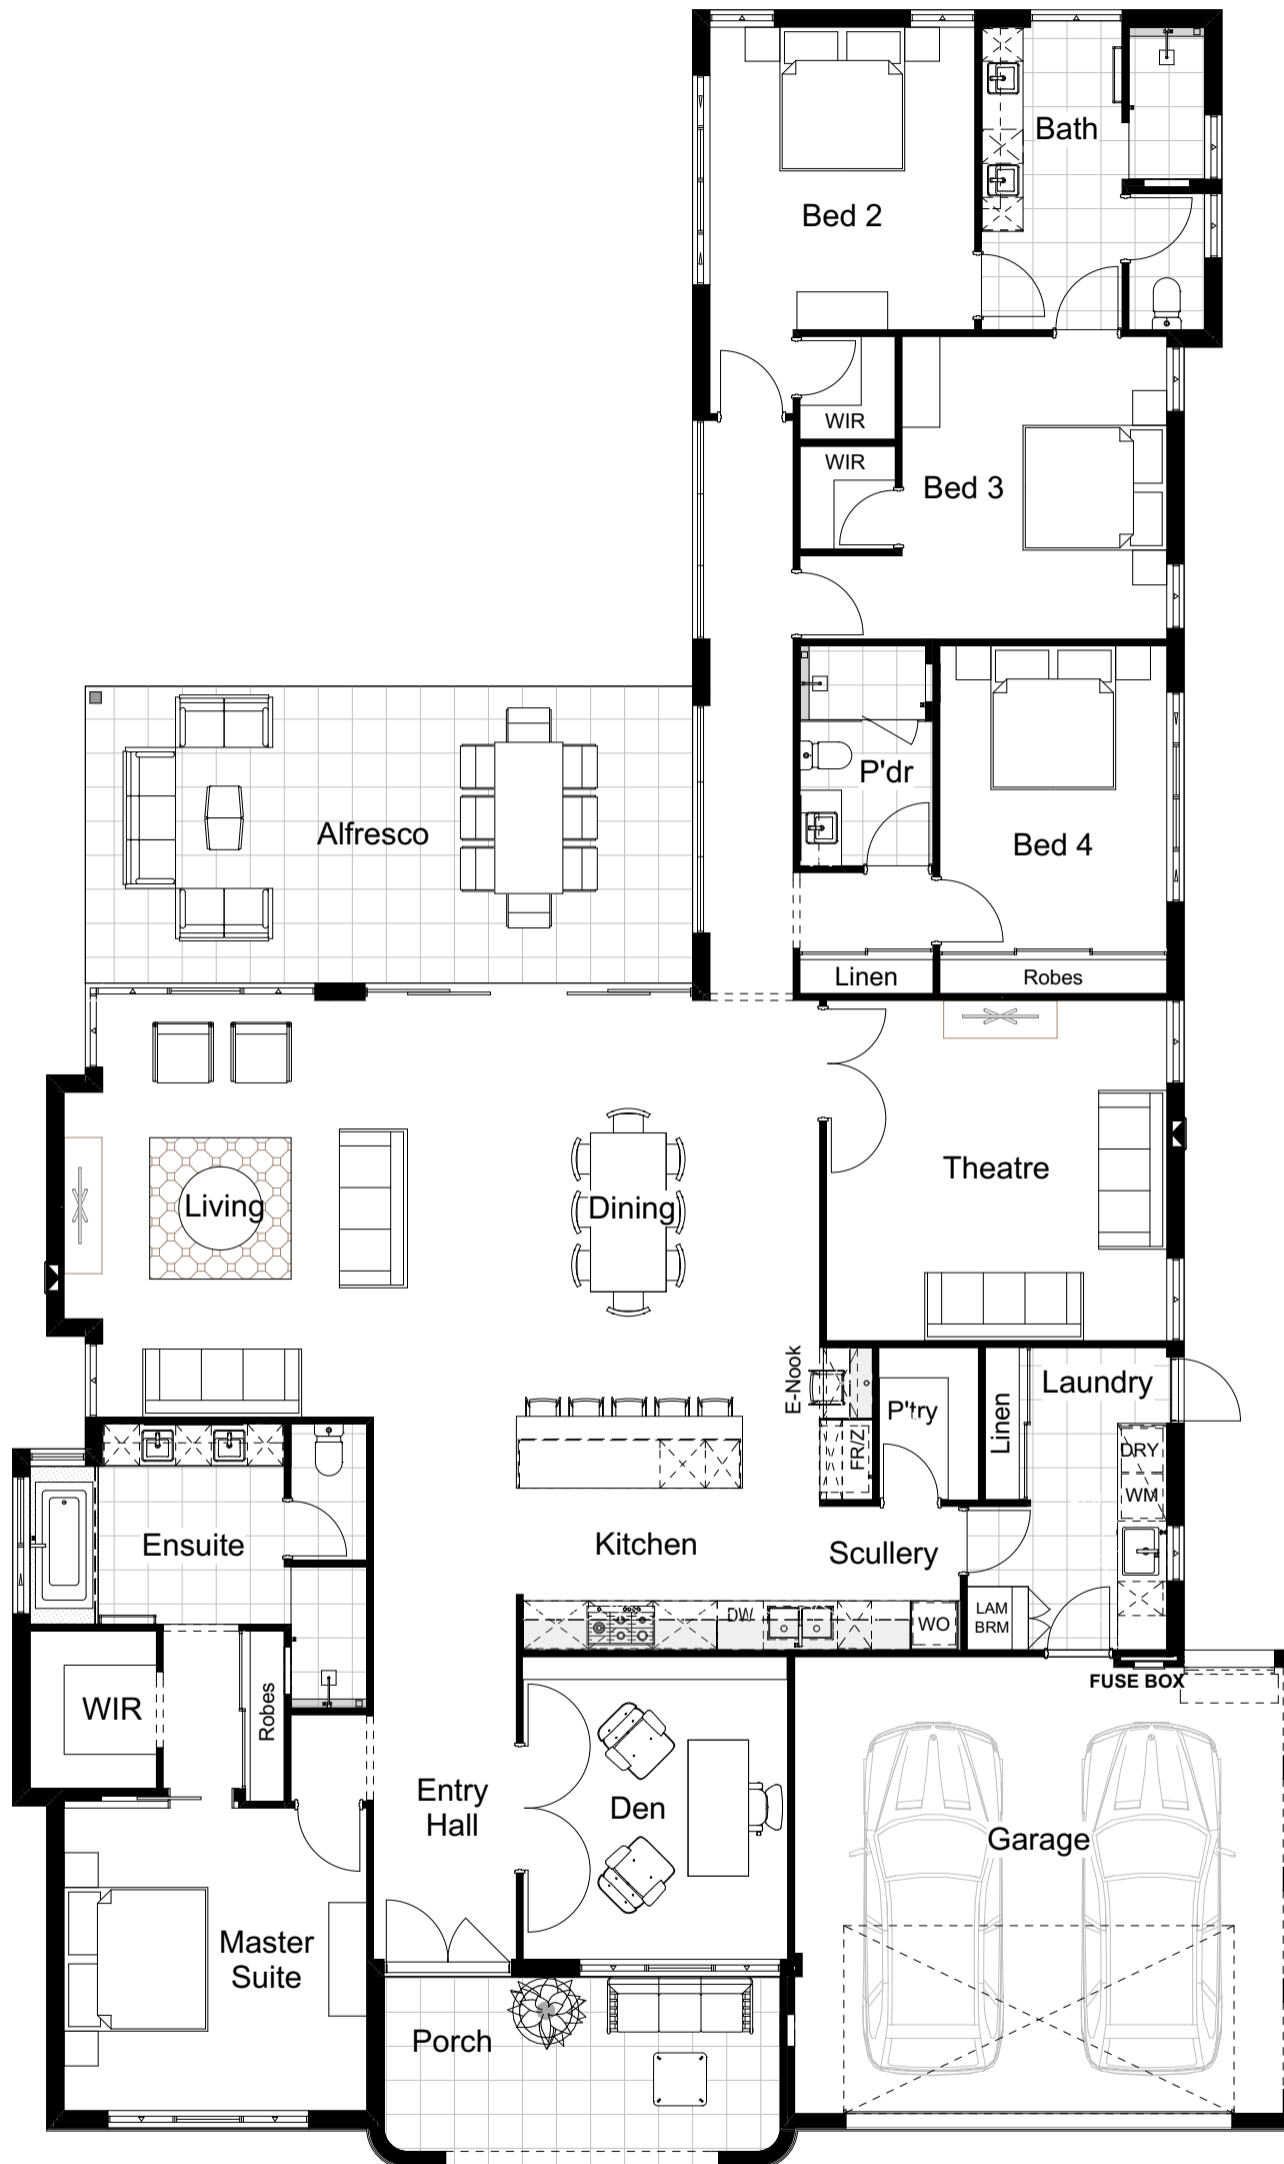 Bath
Bed 2
WIR
WIR
Bed 3
P'dr
Alfresco
Bed 4
Linen
Robes
Theatre
Living
Dining
E-Nook
P'try
Linen
Laundry
FR/Z
DRY
WM
Ensuite
Kitchen
Scullery
DW
WO
LAM
BRM
FUSE BOX
WIR
Robes
Entry
Hall
Den
Garage
Master
Suite
Porch